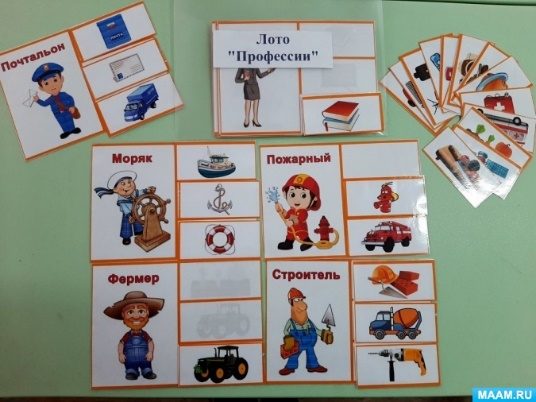 Почтальон
Лото
"Профессии"
Моряк
Пожарный
Фермер
Строитель
MAAM.RU